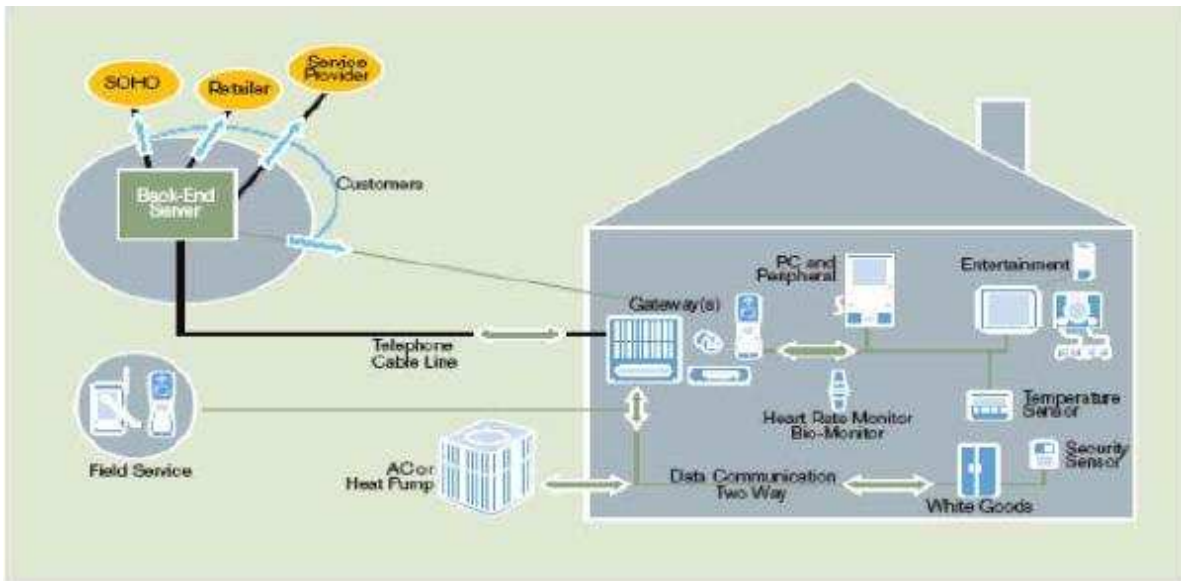 SOHO
Retailer
Service
Provider
Back-End
Server
Customers
Telephone
Cable Line
Field Service
AC or
Heat Pump
Gateway(s)
PC and
Peripheral
Entertainment
Heart Rate Monitor
Bio-Monitor
Temperature
Sensor
Security
Sensor
Data Communication
Two Way
White Goods